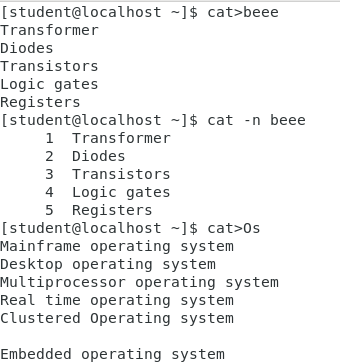 [student@localhost ~]$ cat>beee
Transformer
Diodes
Transistors
Logic gates
Registers
[student@localhost ~]$ cat -n beee
     1  Transformer
     2  Diodes
     3  Transistors
     4  Logic gates
     5  Registers
[student@localhost ~]$ cat>Os
Mainframe operating system
Desktop operating system
Multiprocessor operating system
Real time operating system
Clustered Operating system

Embedded operating system